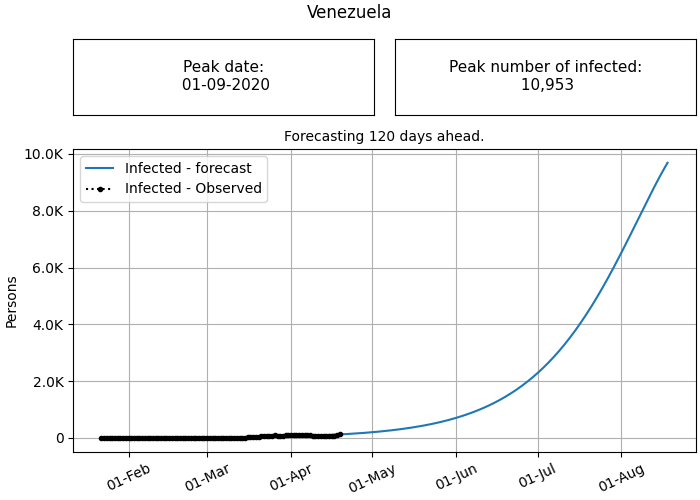 Venezuela
Peak date:
01-09-2020
Peak number of infected:
10,953
Forecasting 120 days ahead.
10.0K
8.0K
6.0K
4.0K
2.0K
0
Persons
Infected - forecast
Infected - Observed
01-Feb
01-Mar
01-Apr
01-May
01-Jun
01-Jul
01-Aug